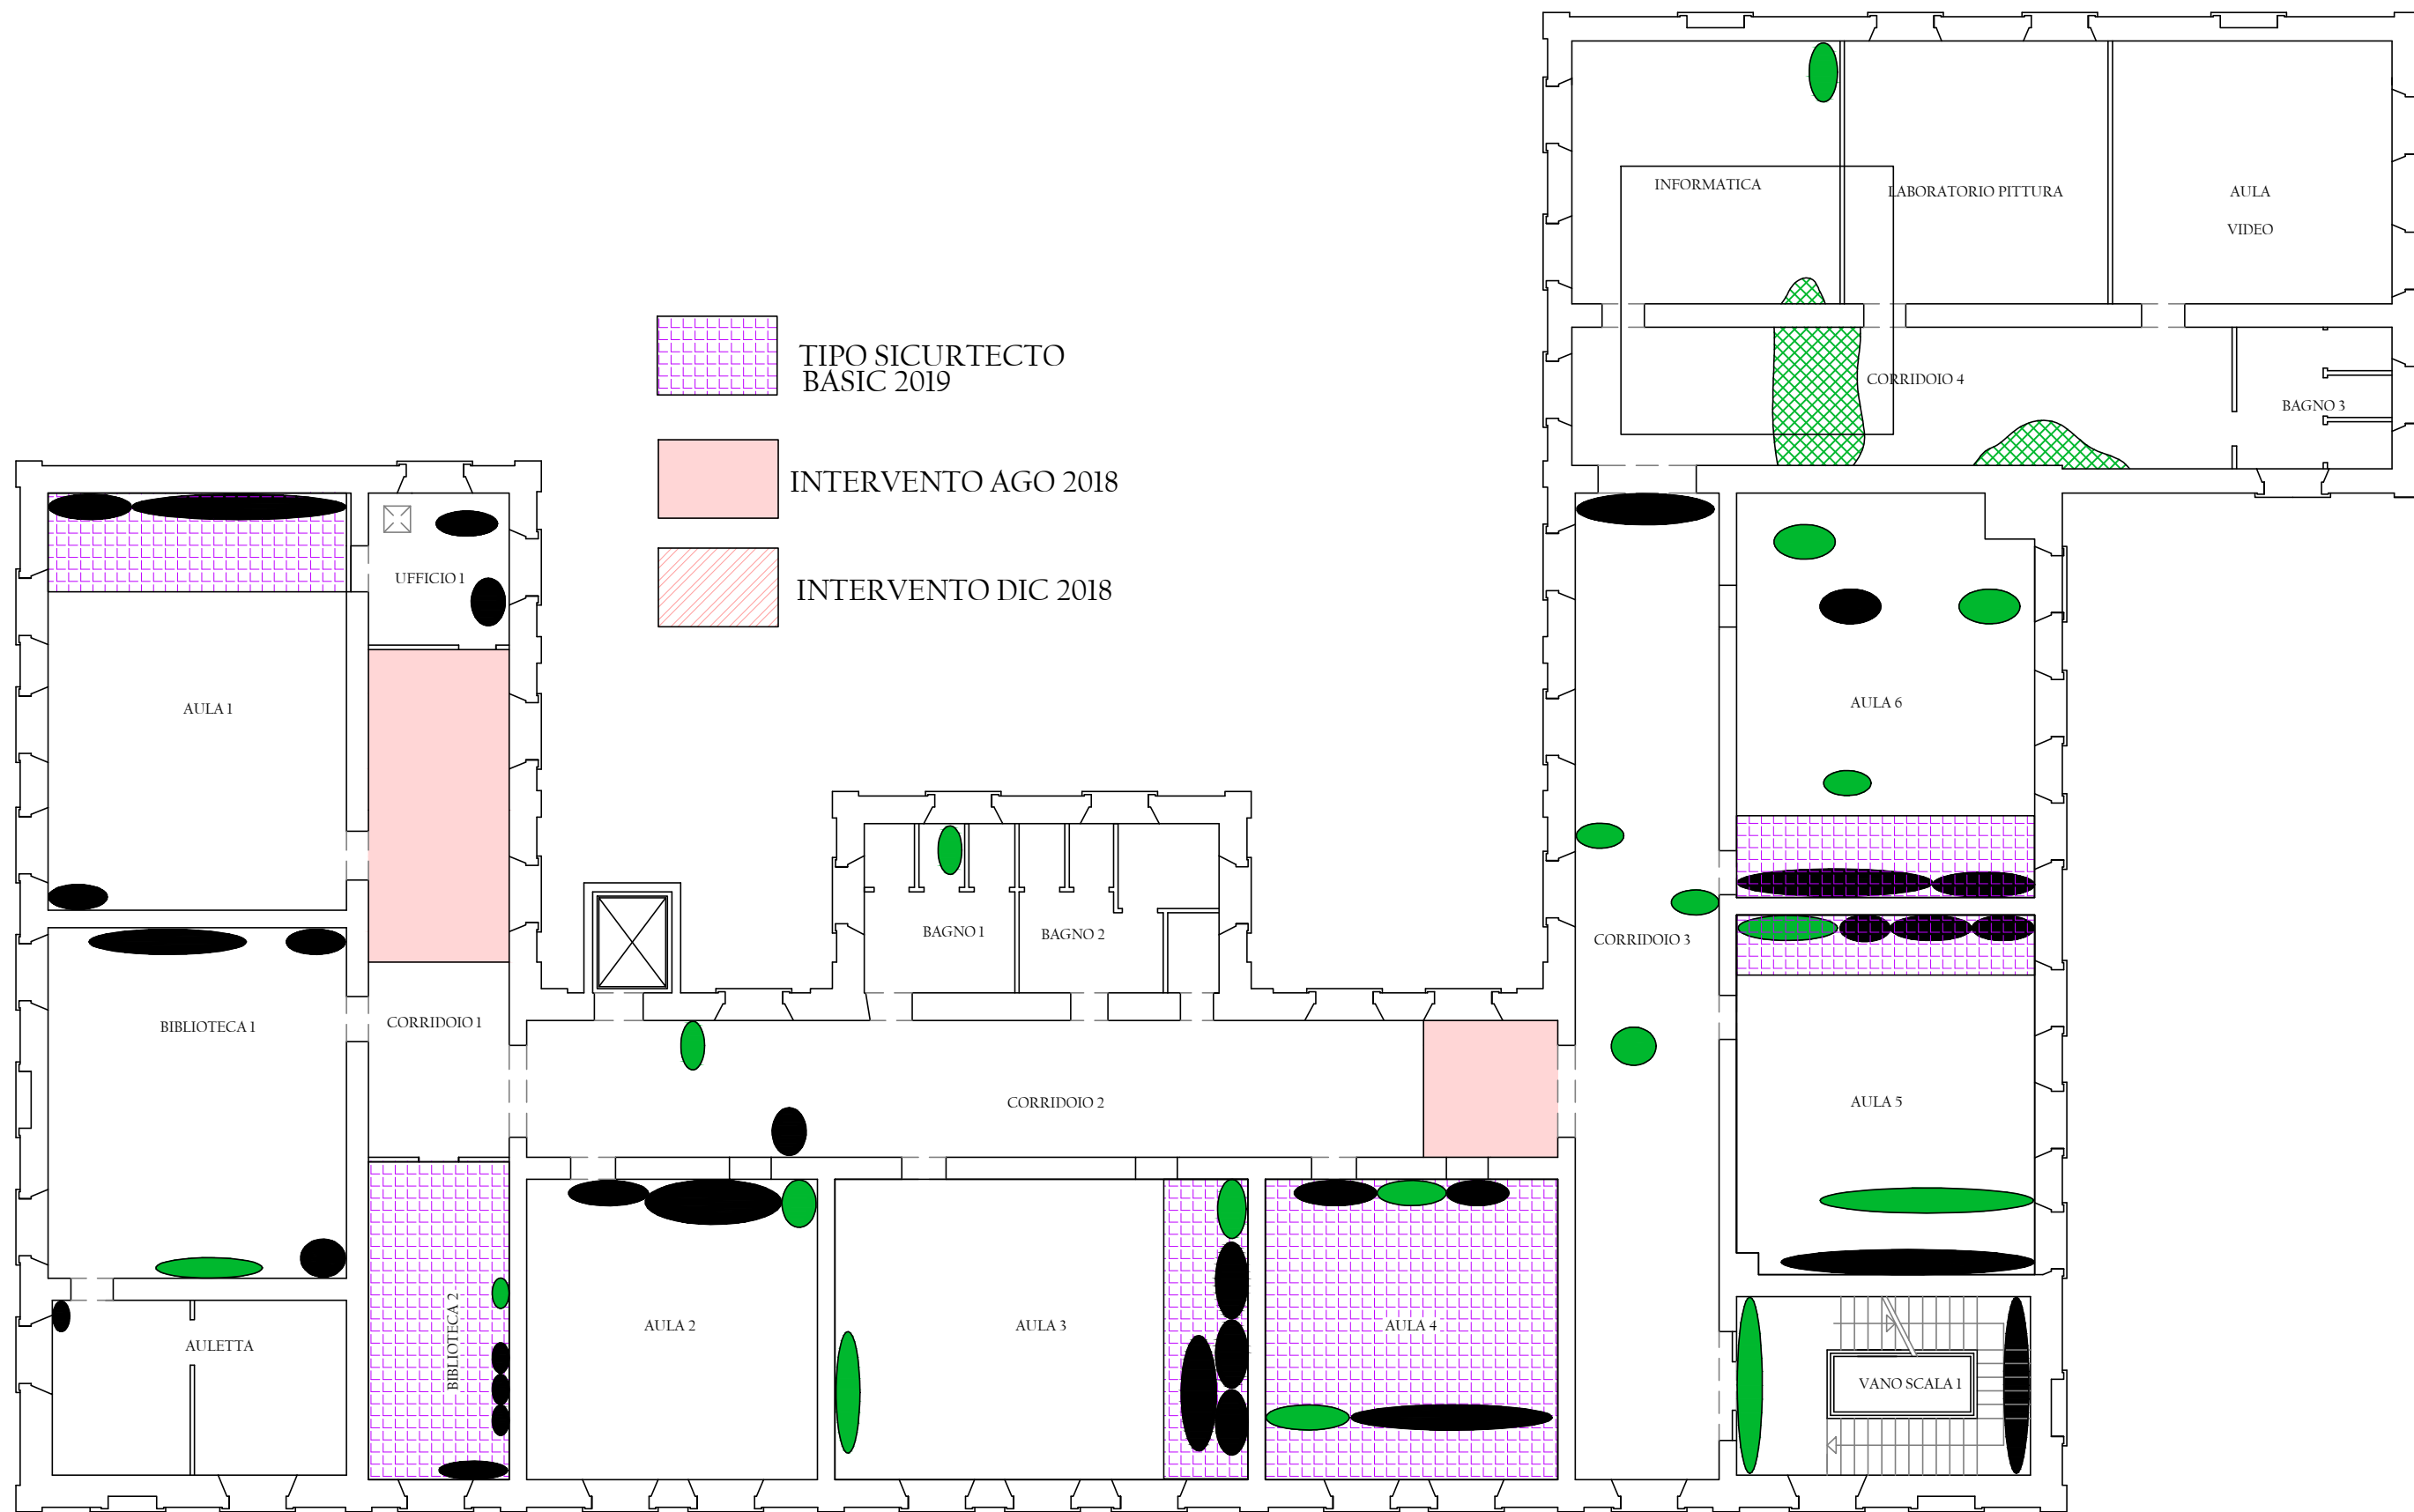 INFORMATICA
LABORATORIO PITTURA
AULA
VIDEO
TIPO SICURTECTO
BASIC 2019
CORRIDOIO 4
BAGNO 3
INTERVENTO AGO 2018
UFFICIO 1
INTERVENTO DIC 2018
AULA 1
AULA 6
BAGNO 1
BAGNO 2
CORRIDOIO 3
BIBLIOTECA 1
CORRIDOIO 1
CORRIDOIO 2
AULA 5
AULETTA
BIBLIOTECA 2
AULA 2
AULA 3
AULA 4
VANO SCALA 1